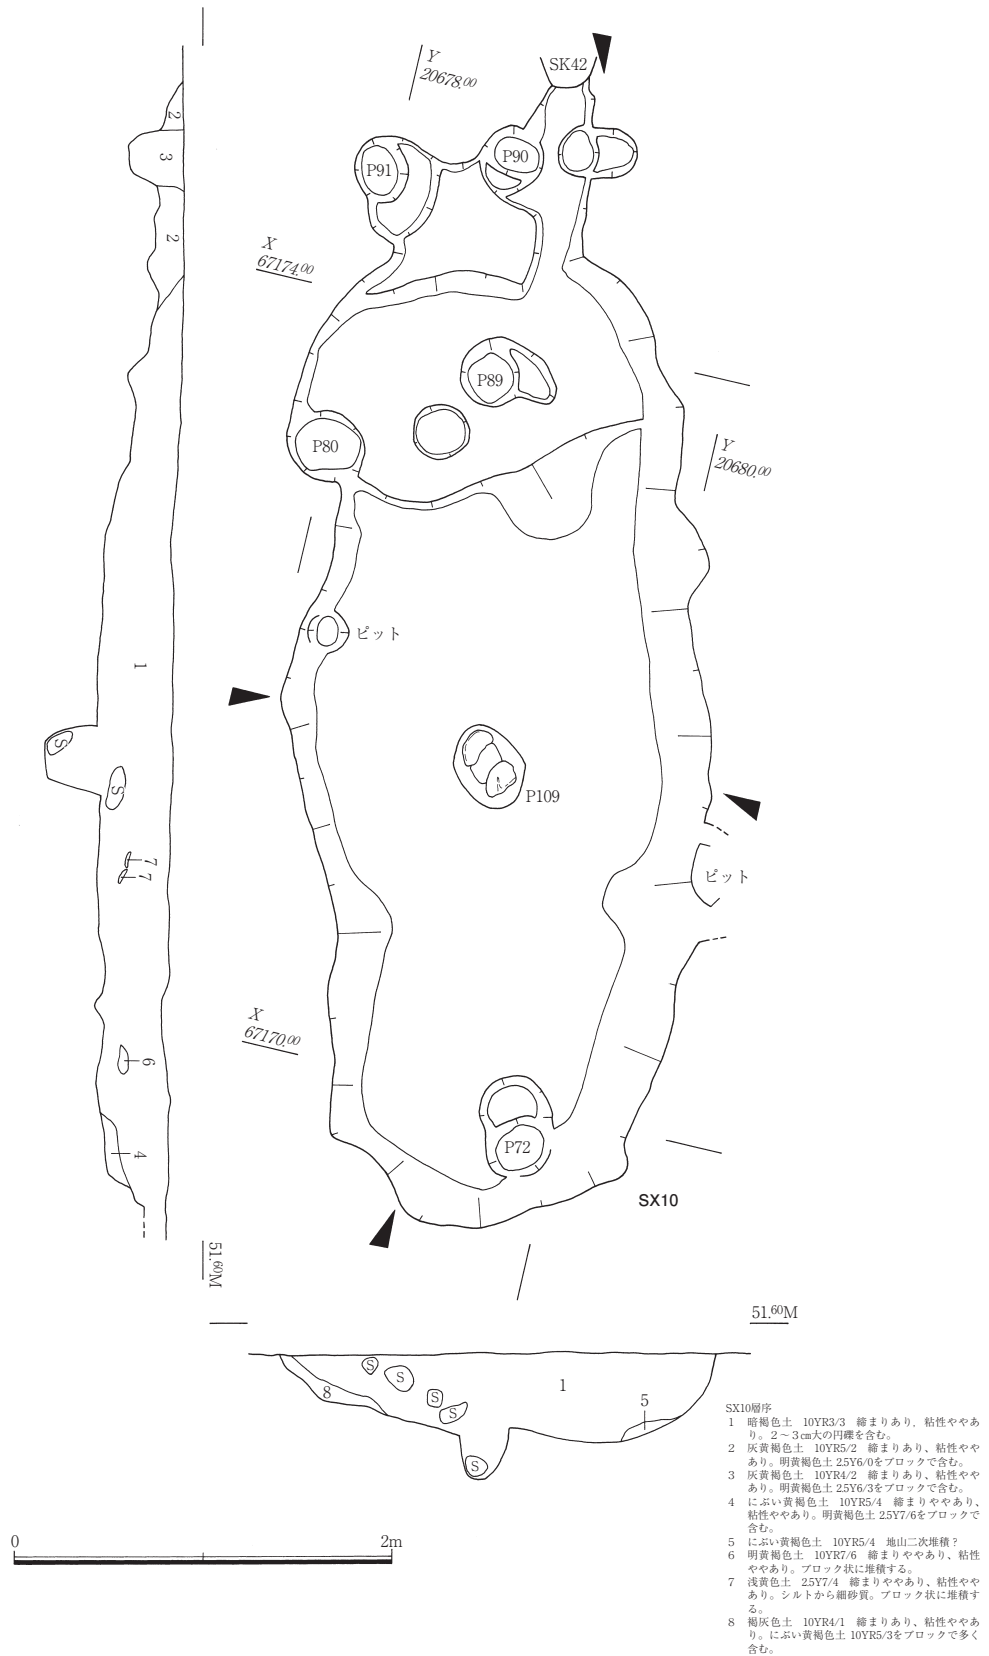 SK42
Y
20678.00
P91
P90
X
67174.00
P89
P80
Y
20680.00
ピット
P109
ピット
X
67170.00
P72
SX10
2
3
2
1
S
S
7
7
6
4
51.60M
51.60M
S
S
S
S
S
8
1
5
0
2m
SX10層序
1 暗褐色土 10YR3/3 締まりあり、粘性ややあ
り。2～3㎝大の円礫を含む。
2 灰黄褐色土 10YR5/2 締まりあり、粘性やや
あり。明黄褐色土 2.5Y6/0をブロックで含む。
3 灰黄褐色土 10YR4/2 締まりあり、粘性やや
あり。明黄褐色土 2.5Y6/3をブロックで含む。
4 にぶい黄褐色土 10YR5/4 締まりややあり、
粘性ややあり。明黄褐色土 2.5Y7/6をブロックで
含む。
5 にぶい黄褐色土 10YR5/4 地山二次堆積？
6 明黄褐色土 10YR7/6 締まりややあり、粘性
ややあり。ブロック状に堆積する。
7 浅黄色土 2.5Y7/4 締まりややあり、粘性やや
あり。シルトから細砂質。ブロック状に堆積す
る。
8 褐灰色土 10YR4/1 締まりあり、粘性ややあ
り。にぶい黄褐色土 10YR5/3をブロックで多く
含む。